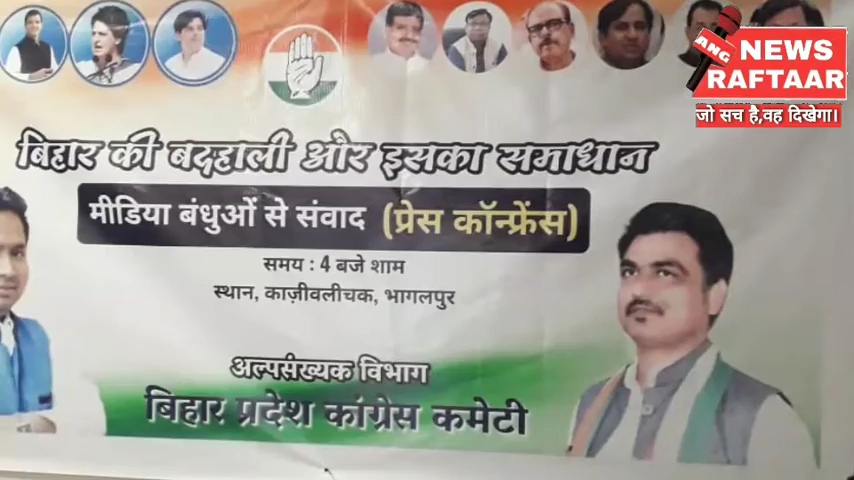 ANG NEWS
RAFTAAR
जो सच है,वह दिखेगा।
बिहार की बदहाली और इसका समाधान
मीडिया बंधुओं से संवाद (प्रेस कॉन्फ्रेंस)
समय : 4 बजे शाम
स्थान, काज़ीवलीचक, भागलपुर
अल्पसंख्यक विभाग
बिहार प्रदेश कांग्रेस कमेटी